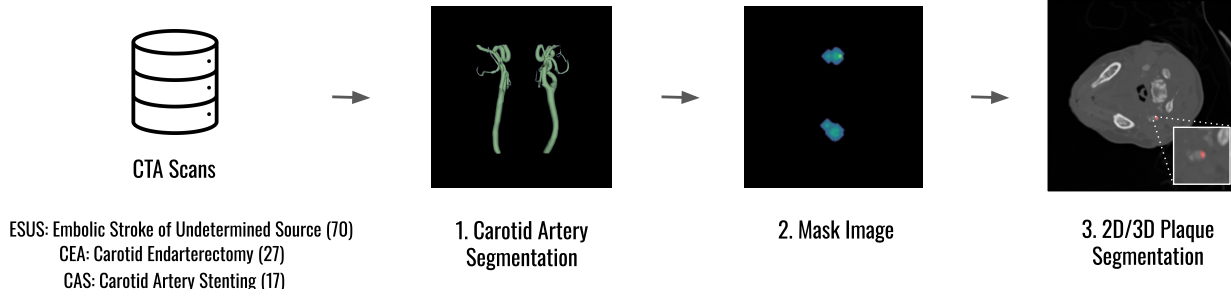 CTA Scans
ESUS: Embolic Stroke of Undetermined Source (70)
CEA: Carotid Endarterectomy (27)
CAS: Carotid Artery Stenting (17)
1. Carotid Artery
Segmentation
2. Mask Image
3. 2D/3D Plaque
Segmentation